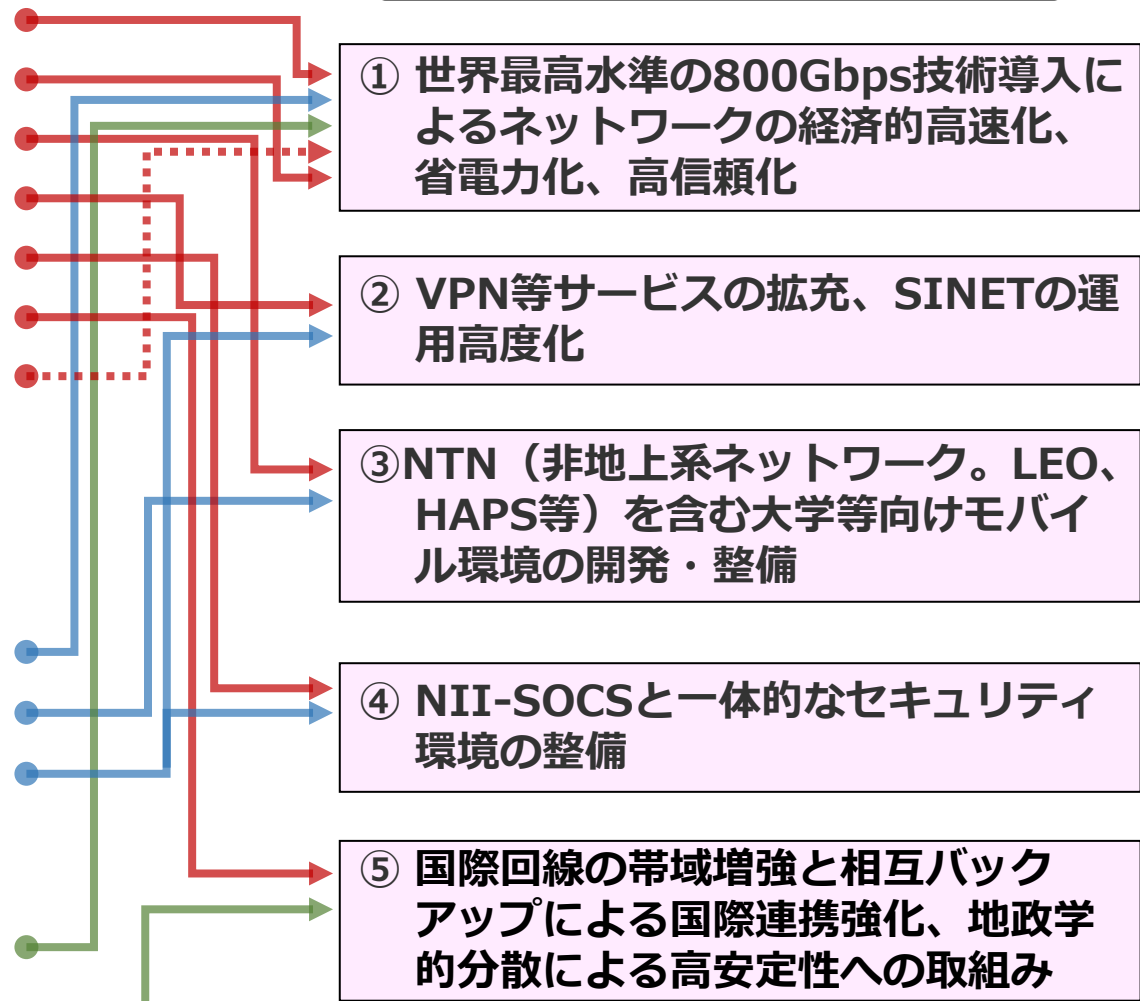 ① 世界最高水準の800Gbps技術導入に
よるネットワークの経済的高速化、
省電力化、高信頼化
② VPN等サービスの拡充、SINETの運
用高度化
③NTN（非地上系ネットワーク。LEO、
HAPS等）を含む大学等向けモバイ
ル環境の開発・整備
④ NII-SOCSと一体的なセキュリティ
環境の整備
⑤ 国際回線の帯域増強と相互バック
アップによる国際連携強化、地政学
的分散による高安定性への取組み